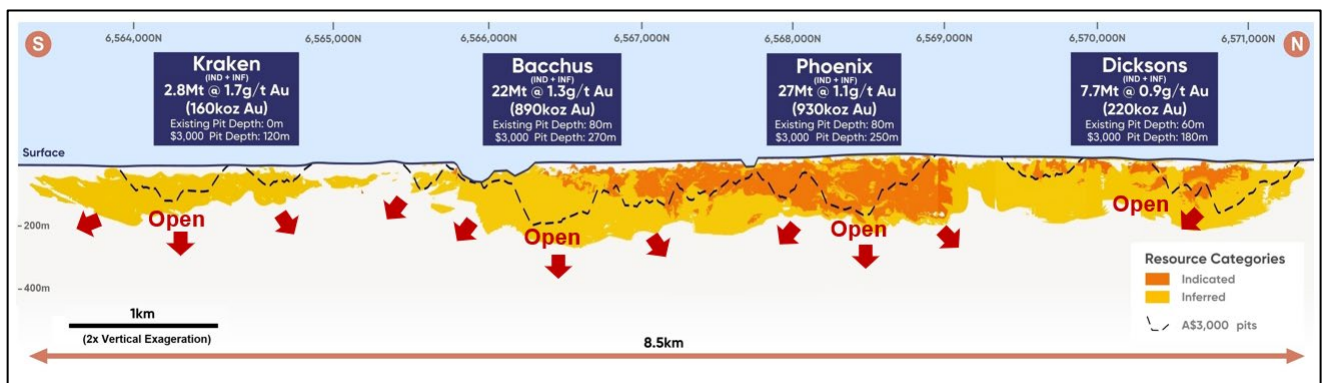 S
6,564,000N
6,565,000N
6,566,000N
6,567,000N
6,568,000N
6,569,000N
6,570,000N
6,571,000N
N
Kraken
(IND + INF)
2.8Mt @ 1.7g/t Au
(160koz Au)
Existing Pit Depth: 0m
$3,000 Pit Depth: 120m
Bacchus
(IND + INF)
22Mt @ 1.3g/t Au
(890koz Au)
Existing Pit Depth: 80m
$3,000 Pit Depth: 270m
Phoenix
(IND + INF)
27Mt @ 1.1g/t Au
(930koz Au)
Existing Pit Depth: 80m
$3,000 Pit Depth: 250m
Dicksons
(IND + INF)
7.7Mt @ 0.9g/t Au
(220koz Au)
Existing Pit Depth: 60m
$3,000 Pit Depth: 180m
Surface
Open
Open
Open
Open
-200m
-400m
Resource Categories
Indicated
Inferred
A$3,000 pits
1km
(2x Vertical Exageration)
8.5km